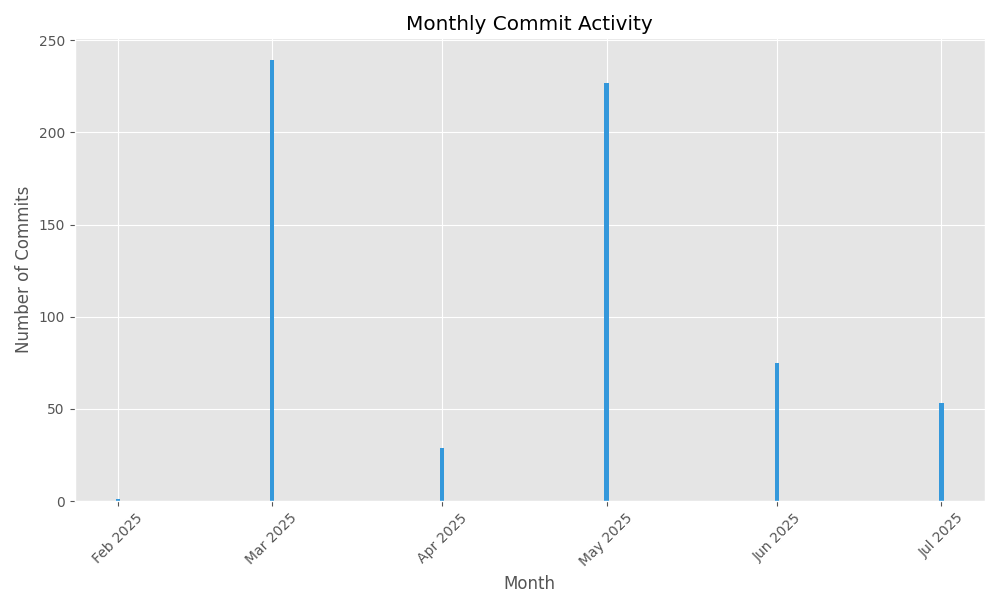 Monthly Commit Activity
Number of Commits
250
200
150
100
50
0
Feb 2025
Mar 2025
Apr 2025
May 2025
Jun 2025
Jul 2025
Month